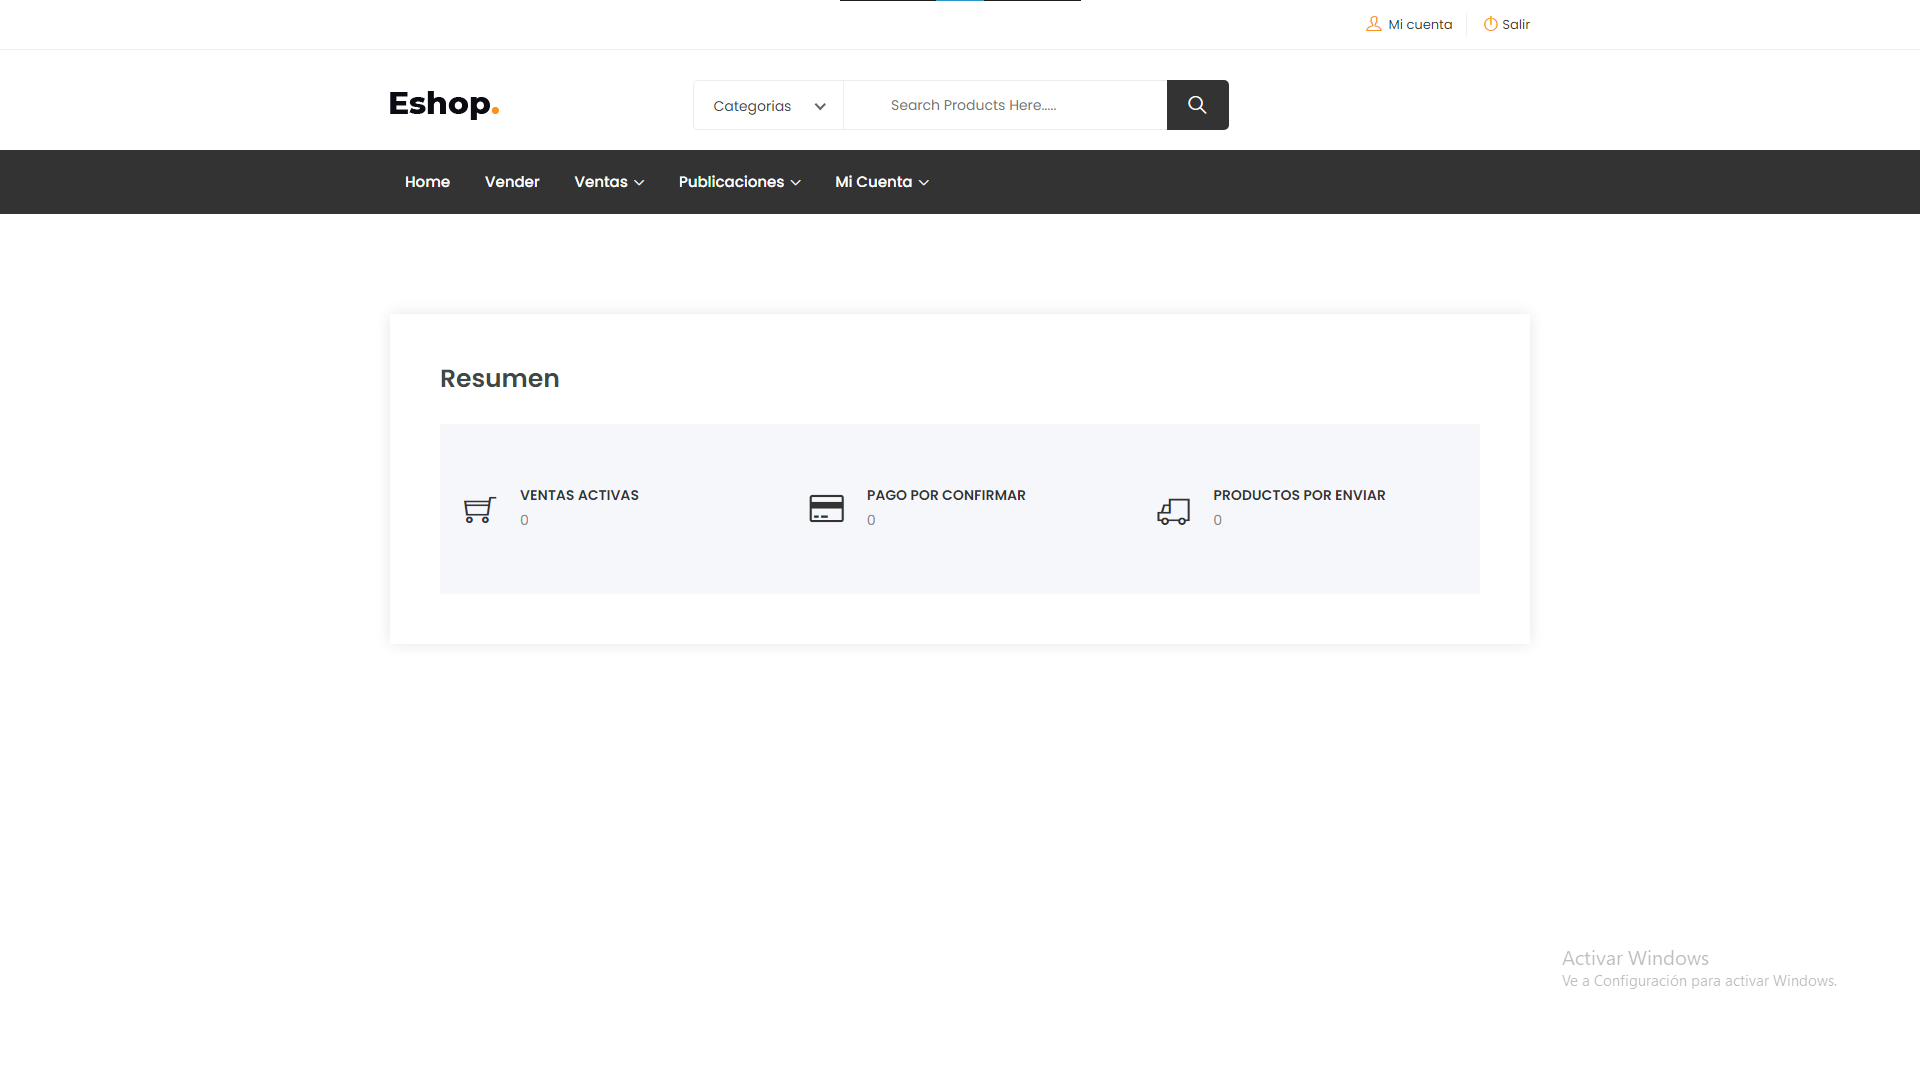 Mi cuenta
Salir
Eshop.
Categorias
Search Products Here.....
Home
Vender
Ventas
Publicaciones
Mi Cuenta
Resumen
VENTAS ACTIVAS
0
PAGO POR CONFIRMAR
0
PRODUCTOS POR ENVIAR
0
Activar Windows
Ve a Configuración para activar Windows.